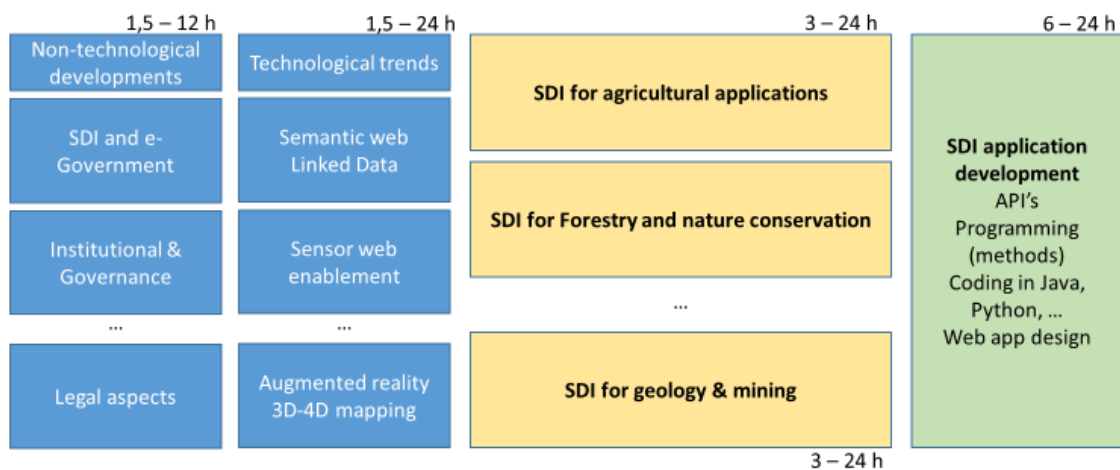 1,5 – 12 h
Non-technological
developments
SDI and e-
Government
Institutional &
Governance
...
Legal aspects
1,5 – 24 h
Technological trends
Semantic web
Linked Data
Sensor web
enablement
...
Augmented reality
3D-4D mapping
3 – 24 h
SDI for agricultural applications
SDI for Forestry and nature conservation
...
SDI for geology & mining
3 – 24 h
6 – 24 h
SDI application
development
API's
Programming
(methods)
Coding in Java,
Python, ...
Web app design